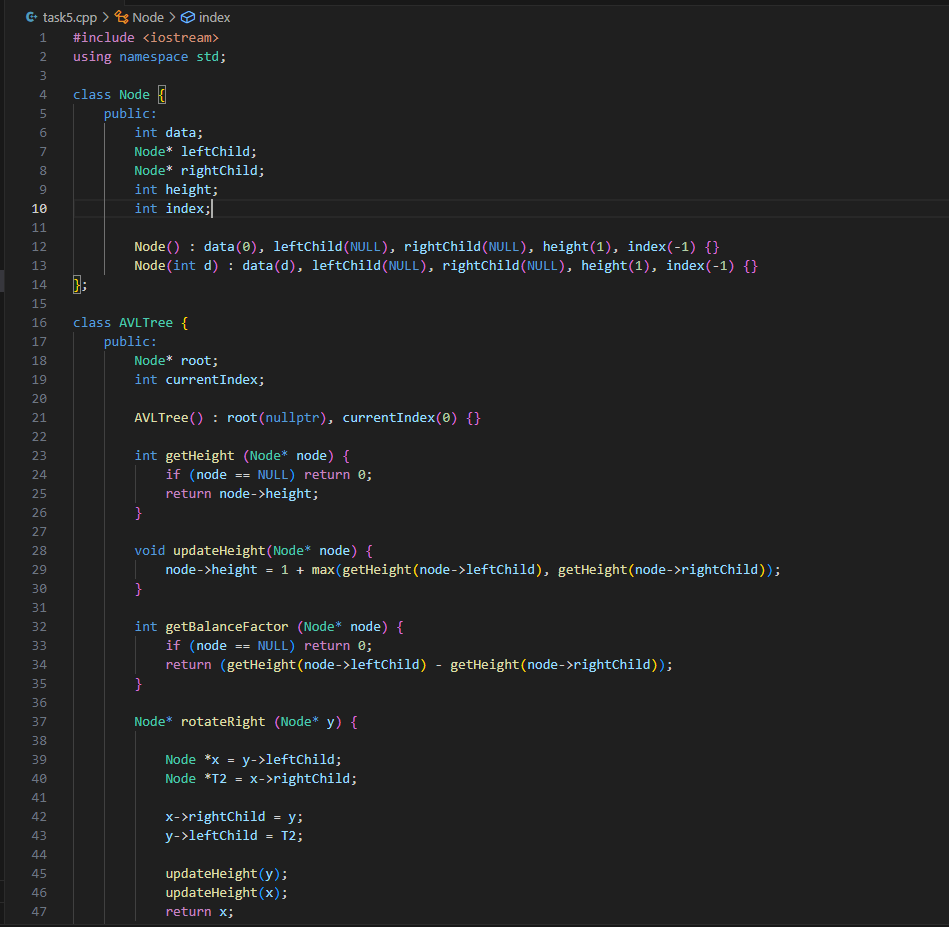 task5.cpp > Node > index
1 #include <iostream>
2 using namespace std;
3
4 class Node {
5     public:
6         int data;
7         Node* leftChild;
8         Node* rightChild;
9         int height;
10         int index;
11
12         Node() : data(0), leftChild(NULL), rightChild(NULL), height(1), index(-1) {}
13         Node(int d) : data(d), leftChild(NULL), rightChild(NULL), height(1), index(-1) {}
14 };
15
16 class AVLTree {
17     public:
18         Node* root;
19         int currentIndex;
20
21         AVLTree() : root(nullptr), currentIndex(0) {}
22
23         int getHeight (Node* node) {
24             if (node == NULL) return 0;
25             return node->height;
26         }
27
28         void updateHeight(Node* node) {
29             node->height = 1 + max(getHeight(node->leftChild), getHeight(node->rightChild));
30         }
31
32         int getBalanceFactor (Node* node) {
33             if (node == NULL) return 0;
34             return (getHeight(node->leftChild) - getHeight(node->rightChild));
35         }
36
37         Node* rotateRight (Node* y) {
38
39             Node *x = y->leftChild;
40             Node *T2 = x->rightChild;
41
42             x->rightChild = y;
43             y->leftChild = T2;
44
45             updateHeight(y);
46             updateHeight(x);
47             return x;